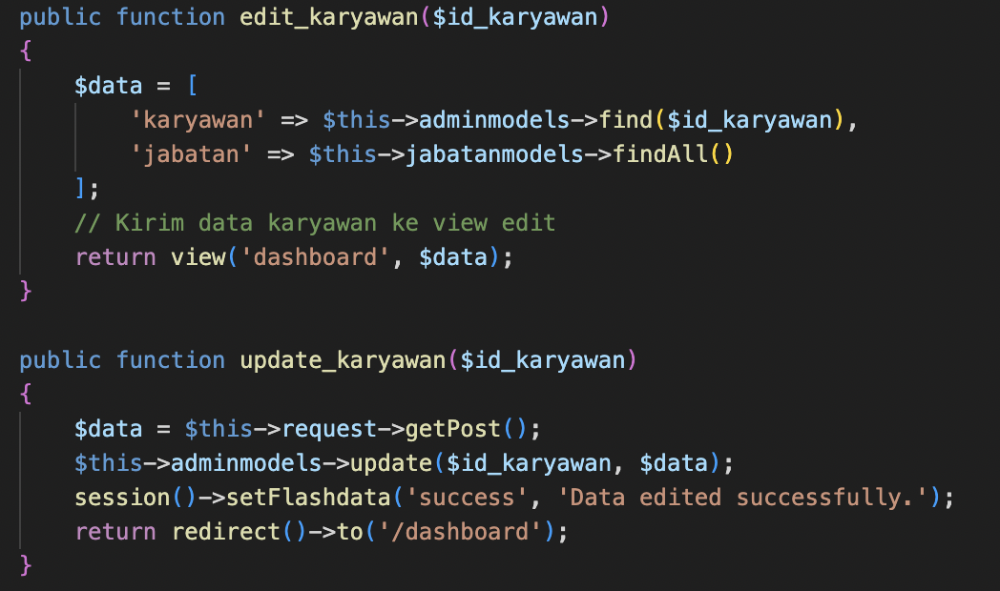 public function edit_karyawan($id_karyawan)
{
    $data = [
        'karyawan' => $this->adminmodels->find($id_karyawan),
        'jabatan' => $this->jabatanmodels->findAll()
    ];
    // Kirim data karyawan ke view edit
    return view('dashboard', $data);
}

public function update_karyawan($id_karyawan)
{
    $data = $this->request->getPost();
    $this->adminmodels->update($id_karyawan, $data);
    session()->setFlashdata('success', 'Data edited successfully.');
    return redirect()->to('/dashboard');
}